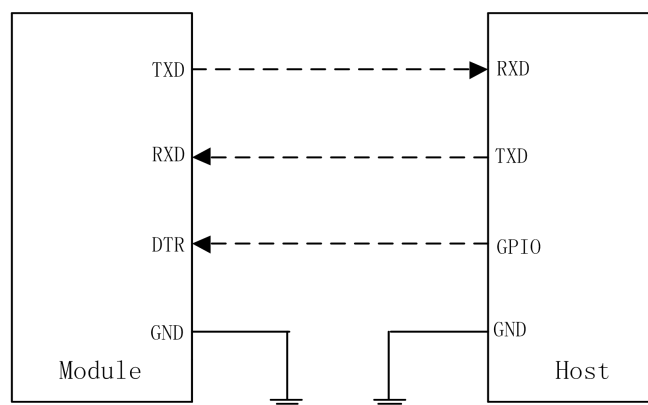 TXD
RXD
RXD
TXD
DTR
GPIO
GND
GND
Module
Host